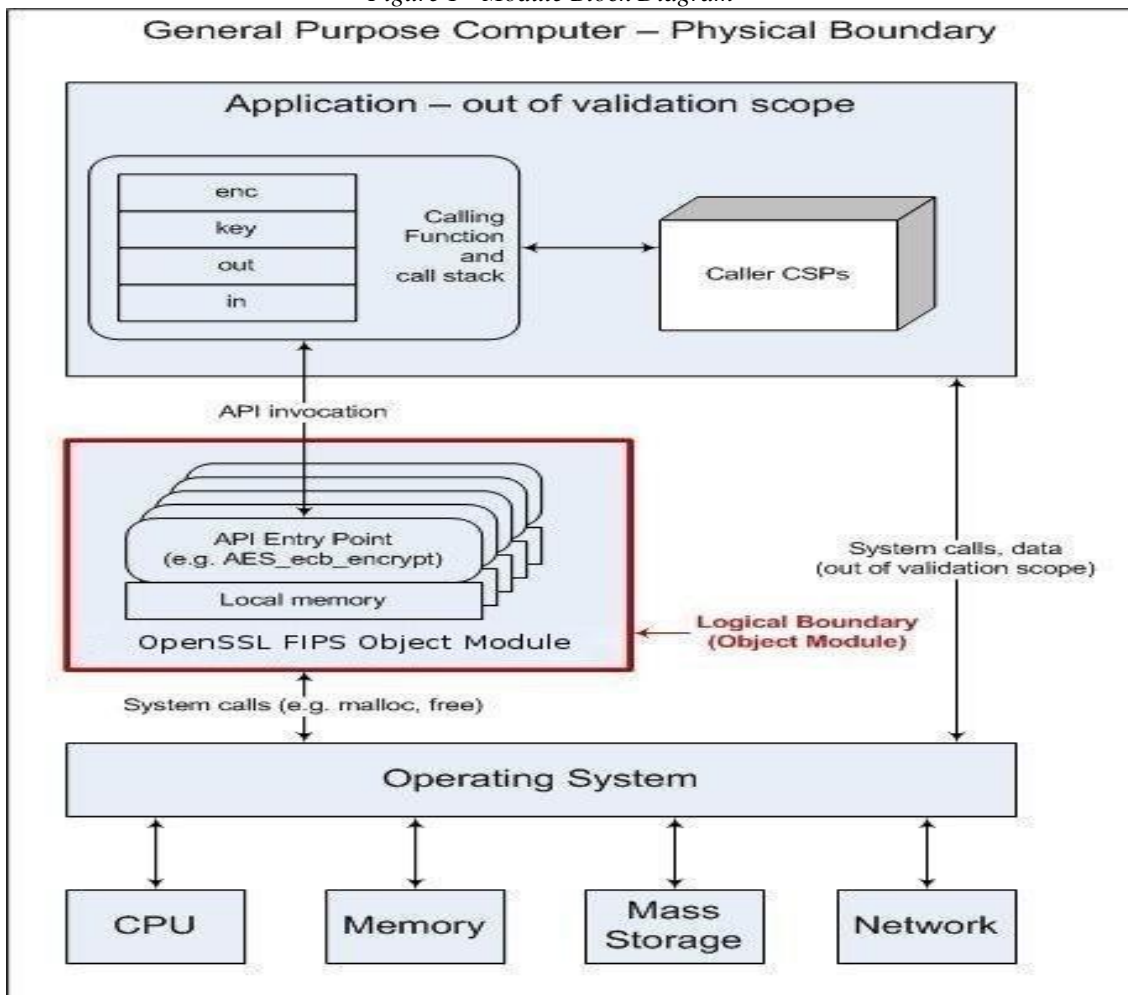 General Purpose Computer – Physical Boundary
Application – out of validation scope
enc
key
out
in
Calling
Function
and
call stack
Caller CSPs
API invocation
API Entry Point
(e.g. AES_ecb_encrypt)
Local memory
OpenSSL FIPS Object Module
System calls, data
(out of validation scope)
Logical Boundary
(Object Module)
System calls (e.g. malloc, free)
Operating System
CPU
Memory
Mass
Storage
Network